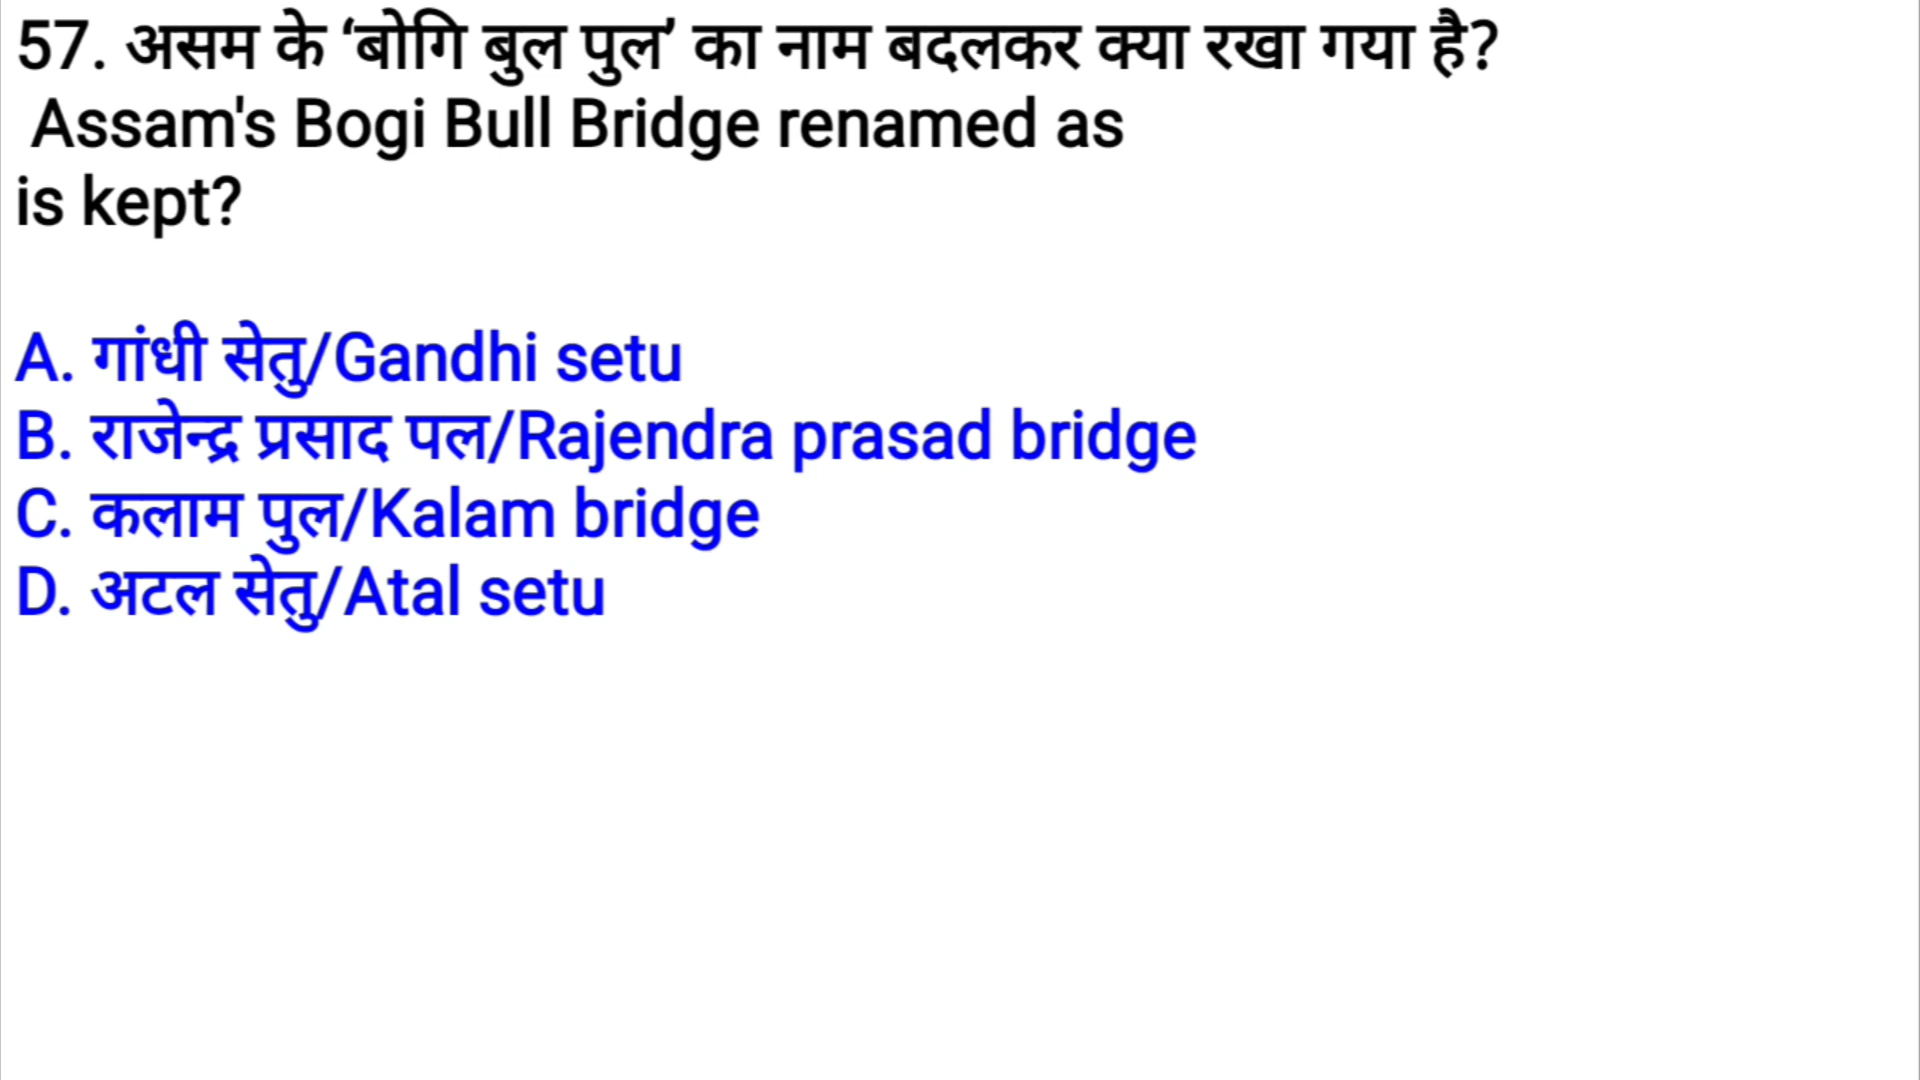 57. असम के ‘बोगि बुल पुल’ का नाम बदलकर क्या रखा गया है?
Assam's Bogi Bull Bridge renamed as
is kept?
A. गांधी सेतु/Gandhi setu
B. राजेन्द्र प्रसाद पल/Rajendra prasad bridge
C. कलाम पुल/Kalam bridge
D. अटल सेतु/Atal setu